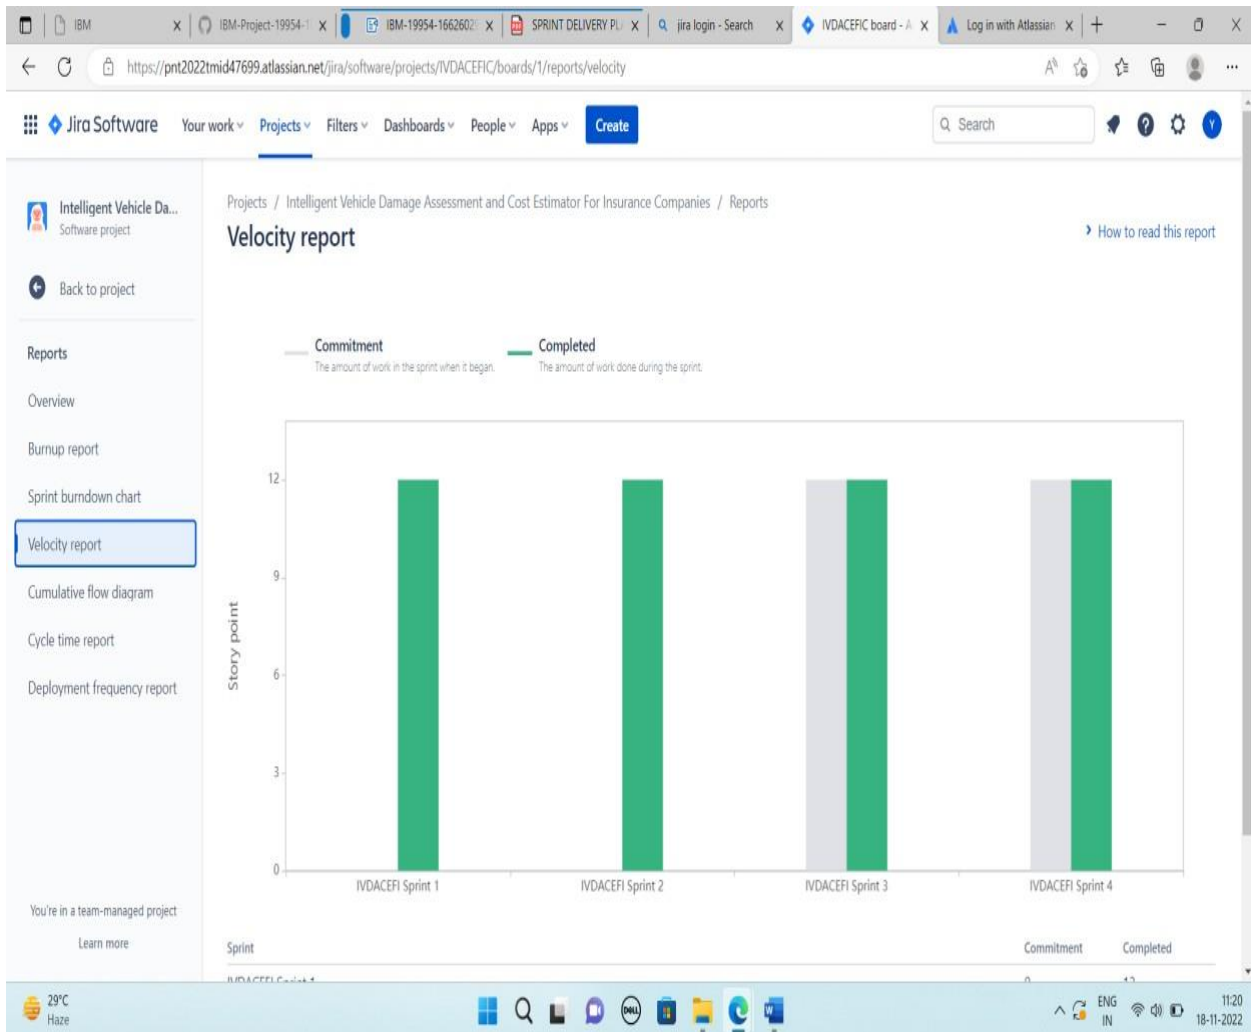 IBM
IBM-Project-19954-1
IBM-19954-1662602
SPRINT DELIVERY PL
jira login - Search
IVDACEFIC board - A
Log in with Atlassian
https://pnt2022tmid47699.atlassian.net/jira/software/projects/IVDACEFIC/boards/1/reports/velocity
Jira Software Your work Projects Filters Dashboards People Apps Create Search Y
Intelligent Vehicle Da...
Software project
Back to project
Reports
Overview
Burnup report
Sprint burndown chart
Velocity report
Cumulative flow diagram
Cycle time report
Deployment frequency report
You're in a team-managed project
Learn more
Projects / Intelligent Vehicle Damage Assessment and Cost Estimator For Insurance Companies / Reports
Velocity report
How to read this report
Commitment
The amount of work in the sprint when it began.
Completed
The amount of work done during the sprint.
Story point
12
9
6
3
0
IVDACEFI Sprint 1 IVDACEFI Sprint 2 IVDACEFI Sprint 3 IVDACEFI Sprint 4
Sprint Commitment Completed
29°C
Haze
DELL
ENG
IN
11:20
18-11-2022